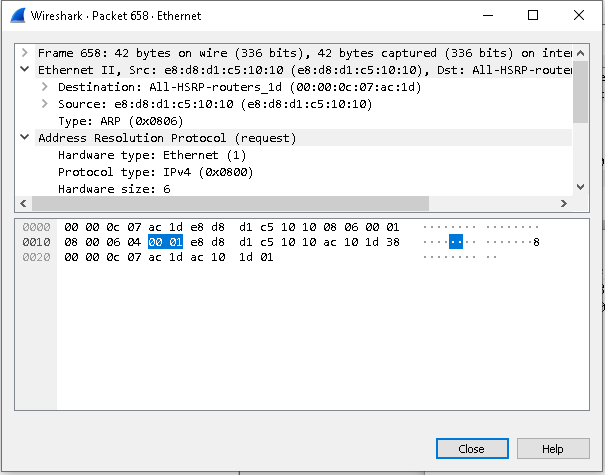 Wireshark · Packet 658 · Ethernet
Frame 658: 42 bytes on wire (336 bits), 42 bytes captured (336 bits) on inter
Ethernet II, Src: e8:d8:d1:c5:10:10 (e8:d8:d1:c5:10:10), Dst: All-HSRP-router
Destination: All-HSRP-routers_1d (00:00:0c:07:ac:1d)
Source: e8:d8:d1:c5:10:10 (e8:d8:d1:c5:10:10)
Type: ARP (0x0806)
Address Resolution Protocol (request)
Hardware type: Ethernet (1)
Protocol type: IPv4 (0x0800)
Hardware size: 6
0000 00 00 0c 07 ac 1d e8 d8 d1 c5 10 10 08 06 00 01 ········ ········
0010 08 00 06 04 00 01 e8 d8 d1 c5 10 10 ac 10 1d 38 ········ ·······8
0020 00 00 0c 07 ac 1d ac 10 1d 01 ········ ··
Close Help